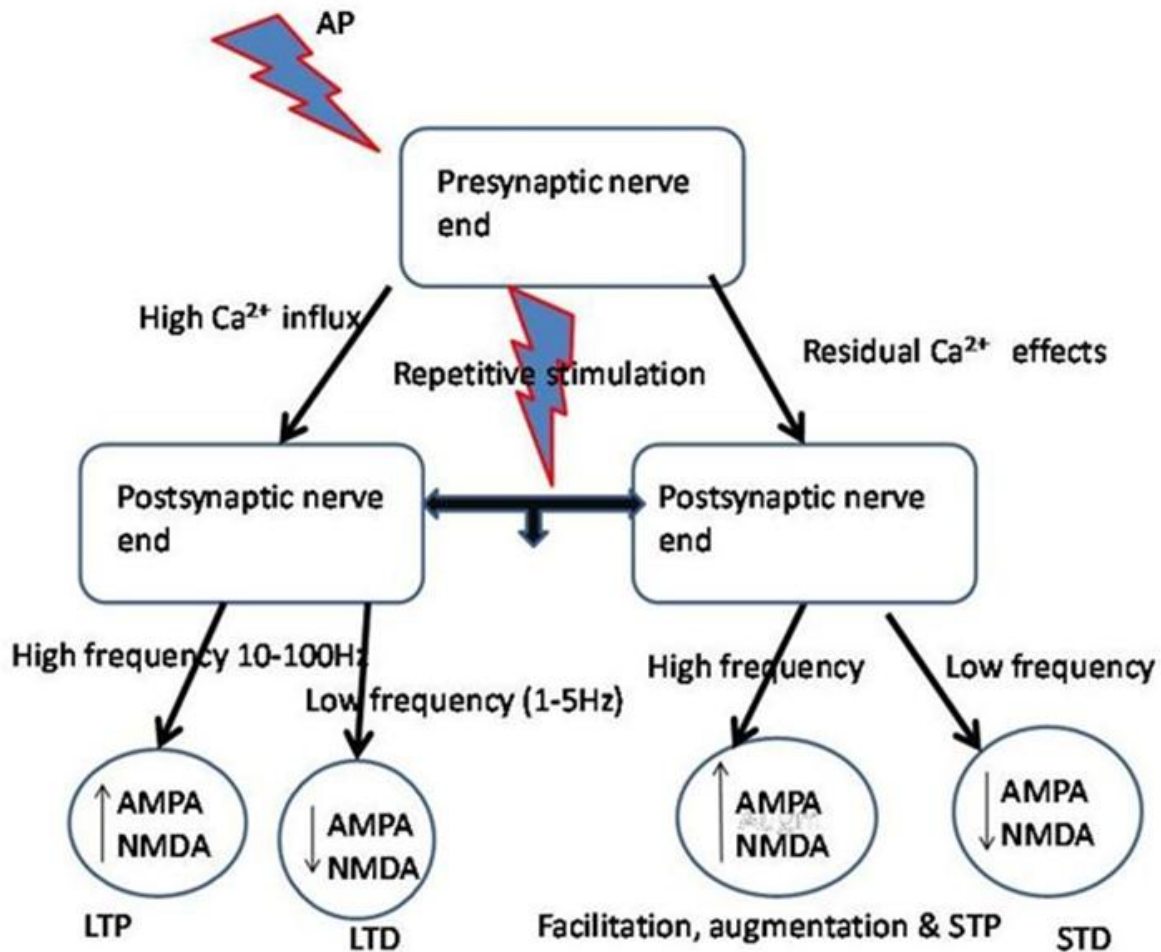 AP
Presynaptic nerve
end
High Ca²⁺ influx
Residual Ca²⁺ effects
Repetitive stimulation
Postsynaptic nerve
end
Postsynaptic nerve
end
High frequency 10-100Hz
Low frequency (1-5Hz)
High frequency
Low frequency
AMPA
NMDA
AMPA
NMDA
AMPA
NMDA
AMPA
NMDA
LTP
LTD
Facilitation, augmentation & STP
STD